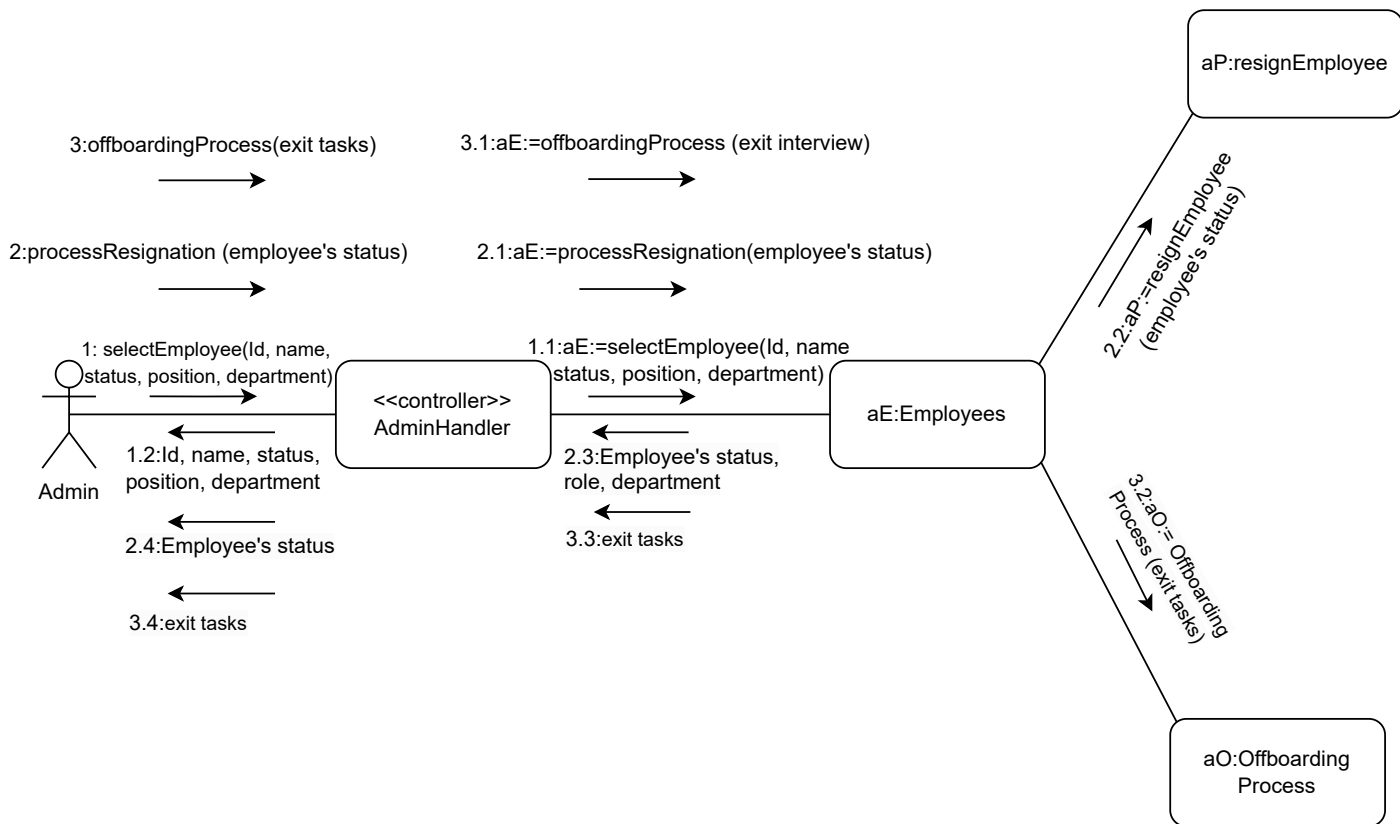 aP:resignEmployee
3:offboardingProcess(exit tasks)
3.1:aE:=offboardingProcess (exit interview)
2:processResignation (employee's status)
2.1:aE:=processResignation(employee's status)
2.2:aP:=resignEmployee
(employee's status)
1: selectEmployee(Id, name,
status, position, department)
1.1:aE:=selectEmployee(Id, name
status, position, department)
<<controller>>
AdminHandler
aE:Employees
Admin
1.2:Id, name, status,
position, department
2.3:Employee's status,
role, department
2.4:Employee's status
3.3:exit tasks
3.4:exit tasks
3.2:aO:= Offboarding
Process (exit tasks)
aO:Offboarding
Process